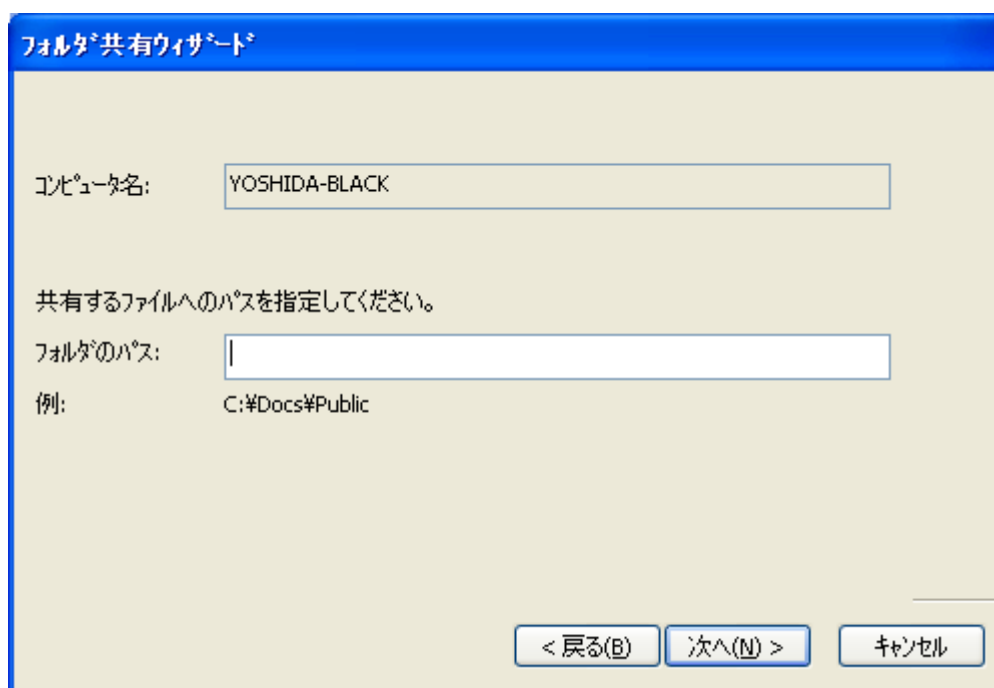 フォルダ共有ウィザード
コンピュータ名: YOSHIDA-BLACK
共有するファイルへのパスを指定してください。
フォルダのパス:
例: C:¥Docs¥Public
< 戻る(B) 次へ(N) > キャンセル